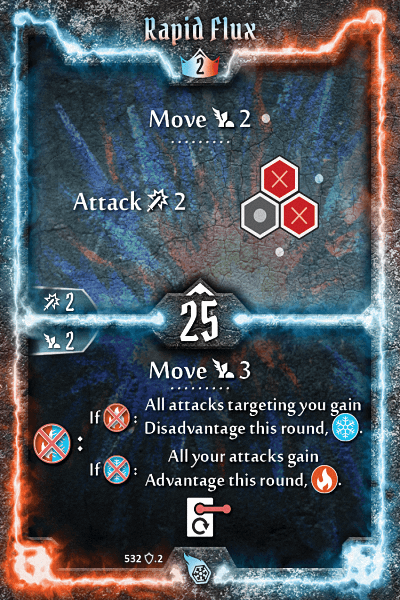 Rapid Flux
2
Move 2
Attack 2
2
25
2
Move 3
All attacks targeting you gain
If : Disadvantage this round, .
:
All your attacks gain
If : Advantage this round, .
532 .2